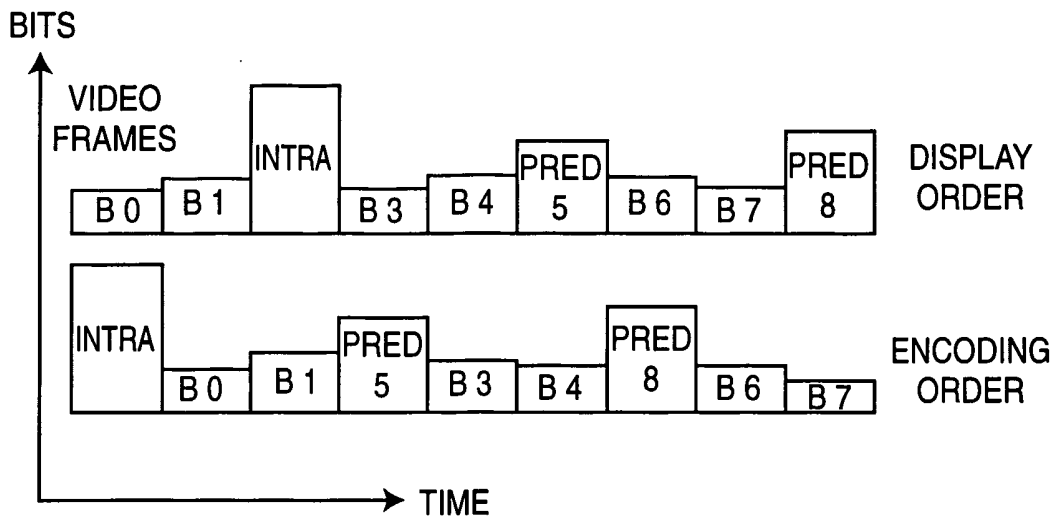 BITS
VIDEO
FRAMES
B 0
B 1
INTRA
B 3
B 4
PRED
5
B 6
B 7
PRED
8
DISPLAY
ORDER
INTRA
B 0
B 1
PRED
5
B 3
B 4
PRED
8
B 6
B 7
ENCODING
ORDER
TIME